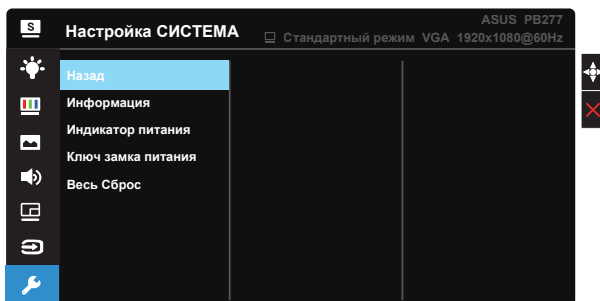 S
Настройка СИСТЕМА
ASUS PB277
Стандартный режим VGA 1920x1080@60Hz
Назад
Информация
Индикатор питания
Ключ замка питания
Весь Сброс